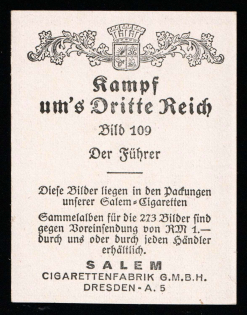 Kampf
um's Dritte Reich
Bild 109
Der Führer
Diese Bilder liegen in den Packungen
unserer Salem-Cigaretten
Sammelalben für die 273 Bilder sind
gegen Voreinsendung von RM 1.—
durch uns oder durch jeden Händler
erhältlich.
SALEM
CIGARETTENFABRIK G.M.B.H.
DRESDEN-A. 5